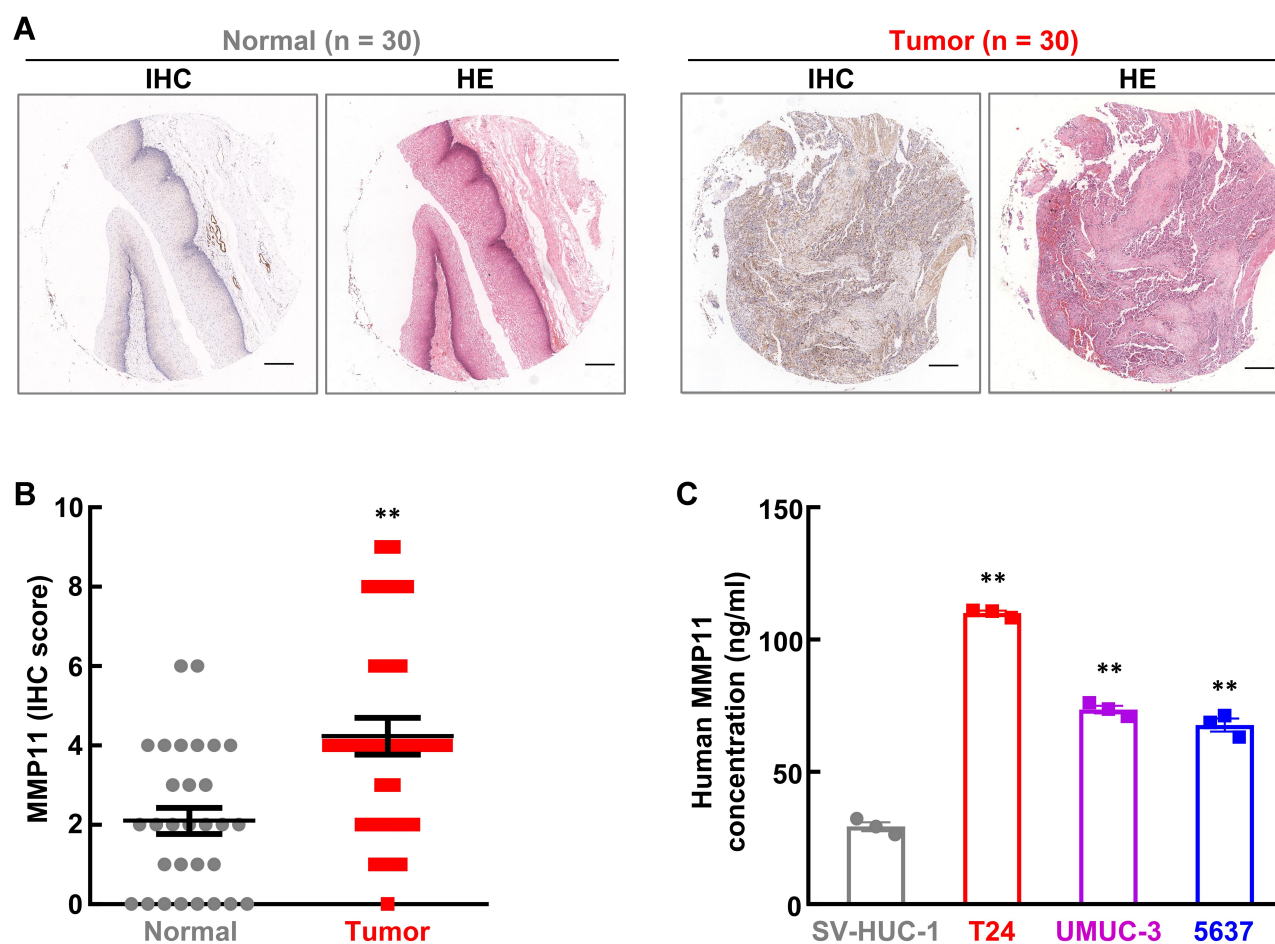 A
Normal (n = 30)
Tumor (n = 30)
IHC
HE
IHC
HE
B
MMP11 (IHC score)
10
8
6
4
2
0
**
Normal
Tumor
C
Human MMP11
concentration (ng/ml)
150
100
50
0
**
**
**
SV-HUC-1
T24
UMUC-3
5637